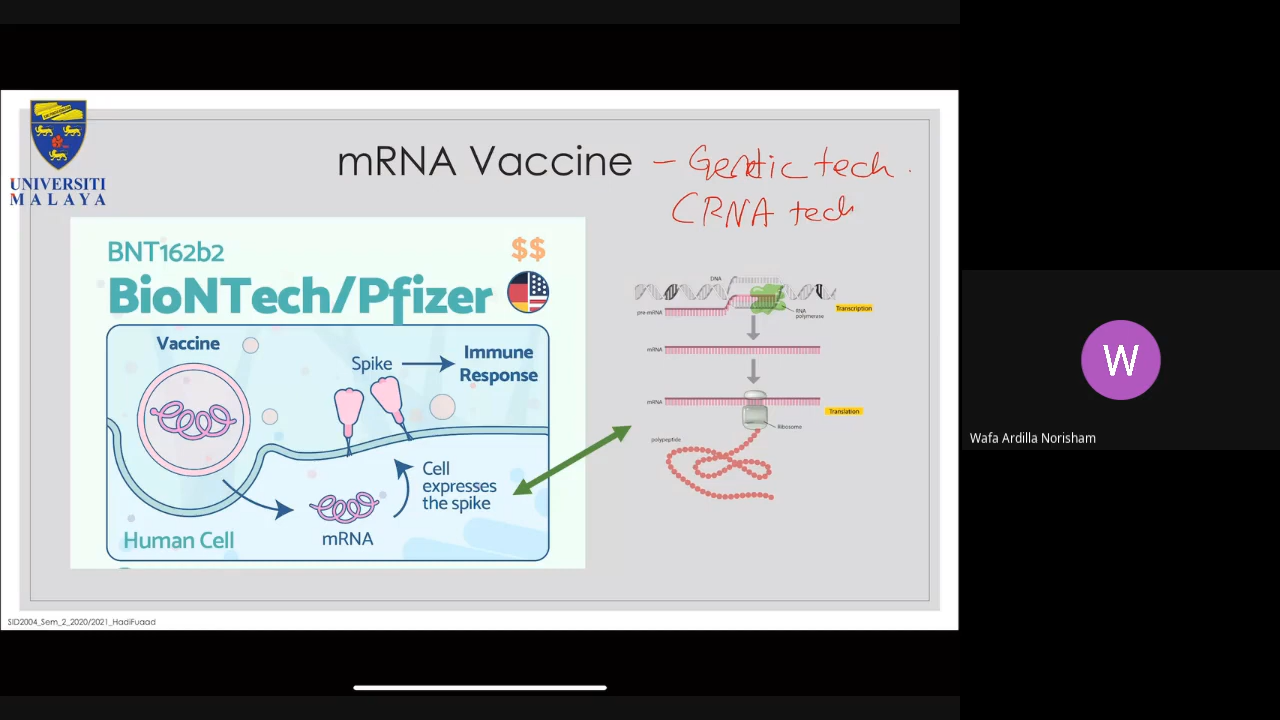 UNIVERSITI
MALAYA
mRNA Vaccine - Genetic tech.
CRNA tech
BNT162b2
$$
BioNTech/Pfizer
Vaccine
Spike
Immune
Response
Cell
expresses
the spike
mRNA
Human Cell
DNA
pre-mRNA
RNA
polymerase
Transcription
mRNA
mRNA
Translation
Ribosome
polypeptide
SID2004_Sem_2_2020/2021_HadiFuaad
W
Wafa Ardilla Norisham